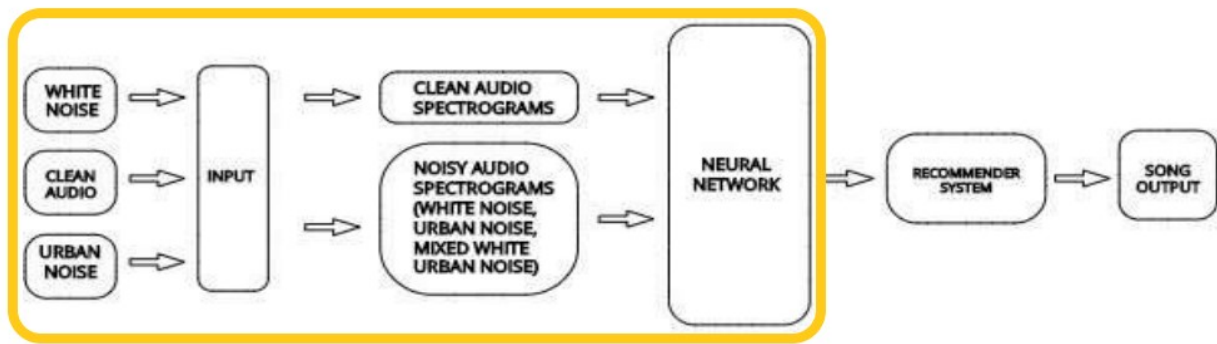 WHITE
NOISE
CLEAN
AUDIO
URBAN
NOISE
INPUT
CLEAN AUDIO
SPECTROGRAMS
NOISY AUDIO
SPECTROGRAMS
(WHITE NOISE,
URBAN NOISE,
MIXED WHITE
URBAN NOISE)
NEURAL
NETWORK
RECOMMENDER
SYSTEM
SONG
OUTPUT